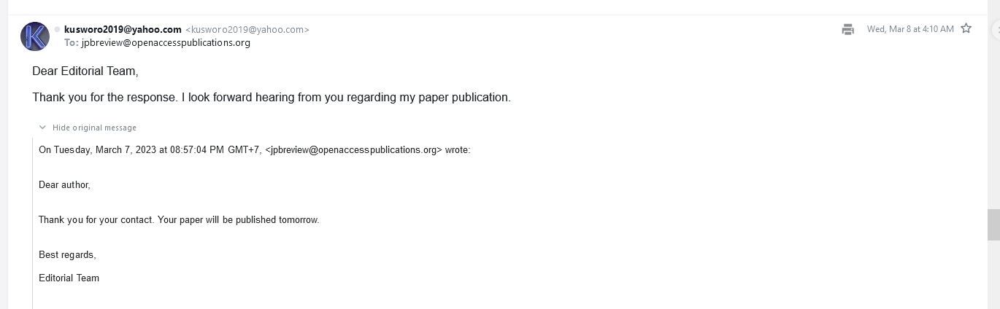 K
kusworo2019@yahoo.com <kusworo2019@yahoo.com> Wed, Mar 8 at 4:10 AM
To: jpbreview@openaccesspublications.org
Dear Editorial Team,
Thank you for the response. I look forward hearing from you regarding my paper publication.
Hide original message
On Tuesday, March 7, 2023 at 08:57:04 PM GMT+7, <jpbreview@openaccesspublications.org> wrote:
Dear author,
Thank you for your contact. Your paper will be published tomorrow.
Best regards,
Editorial Team